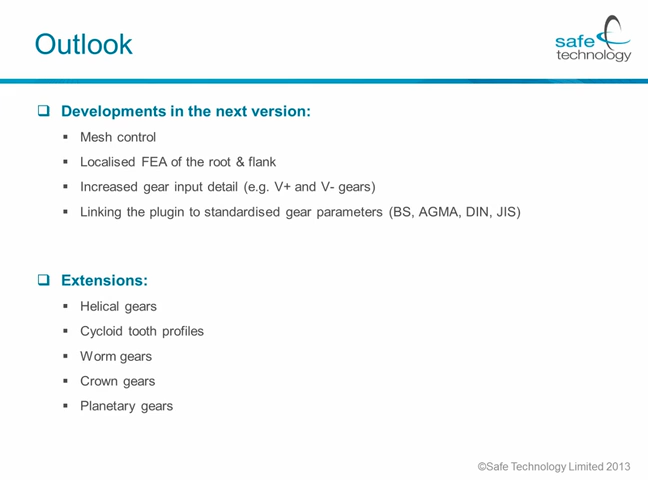 Outlook
safe
technology
Developments in the next version:
Mesh control
Localised FEA of the root & flank
Increased gear input detail (e.g. V+ and V- gears)
Linking the plugin to standardised gear parameters (BS, AGMA, DIN, JIS)
Extensions:
Helical gears
Cycloid tooth profiles
Worm gears
Crown gears
Planetary gears
©Safe Technology Limited 2013